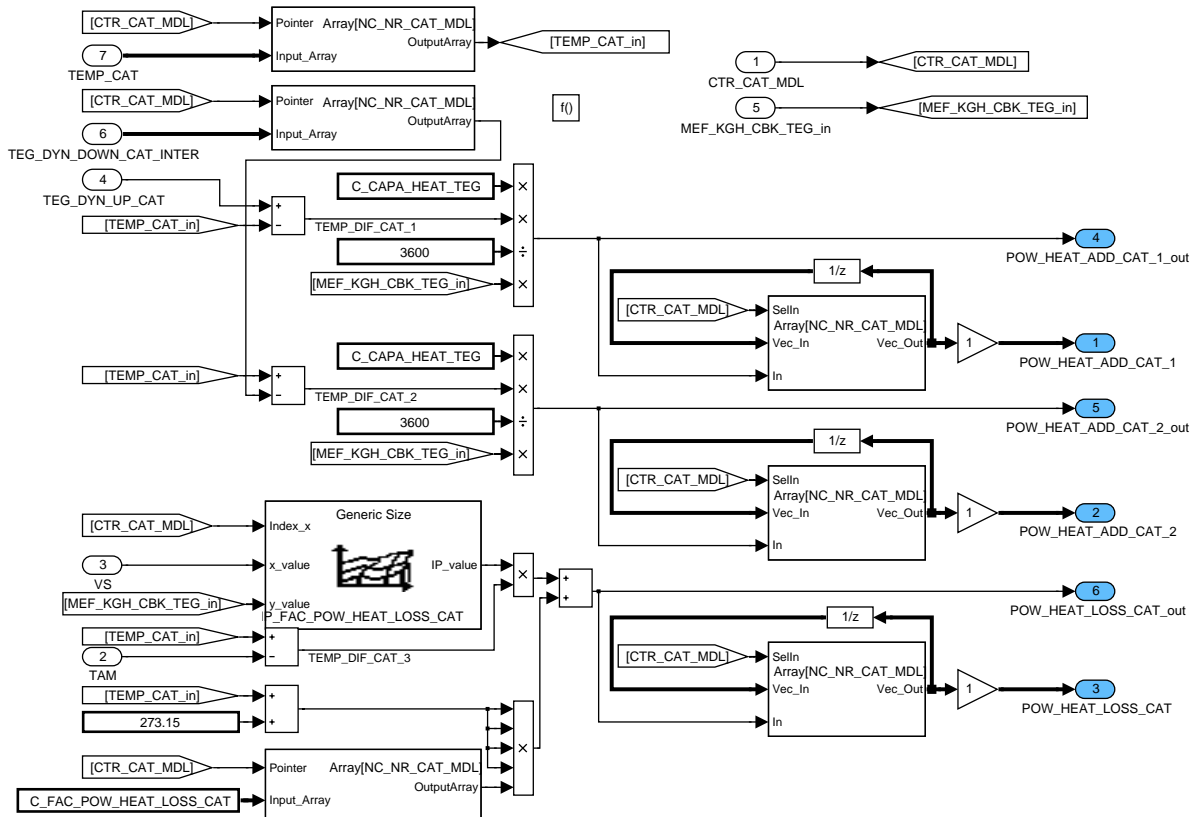 [CTR_CAT_MDL]
Pointer
Array[NC_NR_CAT_MDL]
OutputArray
[TEMP_CAT_in]
7
Input_Array
TEMP_CAT
1
[CTR_CAT_MDL]
CTR_CAT_MDL
[CTR_CAT_MDL]
Pointer
Array[NC_NR_CAT_MDL]
OutputArray
f()
5
[MEF_KGH_CBK_TEG_in]
MEF_KGH_CBK_TEG_in
6
Input_Array
TEG_DYN_DOWN_CAT_INTER
4
TEG_DYN_UP_CAT
C_CAPA_HEAT_TEG
×
+
[TEMP_CAT_in]
−
TEMP_DIF_CAT_1
×
3600
÷
4
POW_HEAT_ADD_CAT_1_out
[MEF_KGH_CBK_TEG_in]
×
1/z
[CTR_CAT_MDL]
SelIn
Array[NC_NR_CAT_MDL]
Vec_In
Vec_Out
1
1
POW_HEAT_ADD_CAT_1
In
C_CAPA_HEAT_TEG
×
[TEMP_CAT_in]
+
−
TEMP_DIF_CAT_2
×
3600
÷
5
POW_HEAT_ADD_CAT_2_out
[MEF_KGH_CBK_TEG_in]
×
1/z
[CTR_CAT_MDL]
SelIn
Array[NC_NR_CAT_MDL]
Vec_In
Vec_Out
1
2
POW_HEAT_ADD_CAT_2
In
Generic Size
[CTR_CAT_MDL]
Index_x
3
x_value
IP_value
VS
×
[MEF_KGH_CBK_TEG_in]
y_value
P_FAC_POW_HEAT_LOSS_CAT
+
+
6
POW_HEAT_LOSS_CAT_out
[TEMP_CAT_in]
+
2
−
TAM
TEMP_DIF_CAT_3
1/z
[CTR_CAT_MDL]
SelIn
Array[NC_NR_CAT_MDL]
Vec_In
Vec_Out
1
3
POW_HEAT_LOSS_CAT
In
[TEMP_CAT_in]
+
273.15
+
×
[CTR_CAT_MDL]
Pointer
Array[NC_NR_CAT_MDL]
OutputArray
C_FAC_POW_HEAT_LOSS_CAT
Input_Array